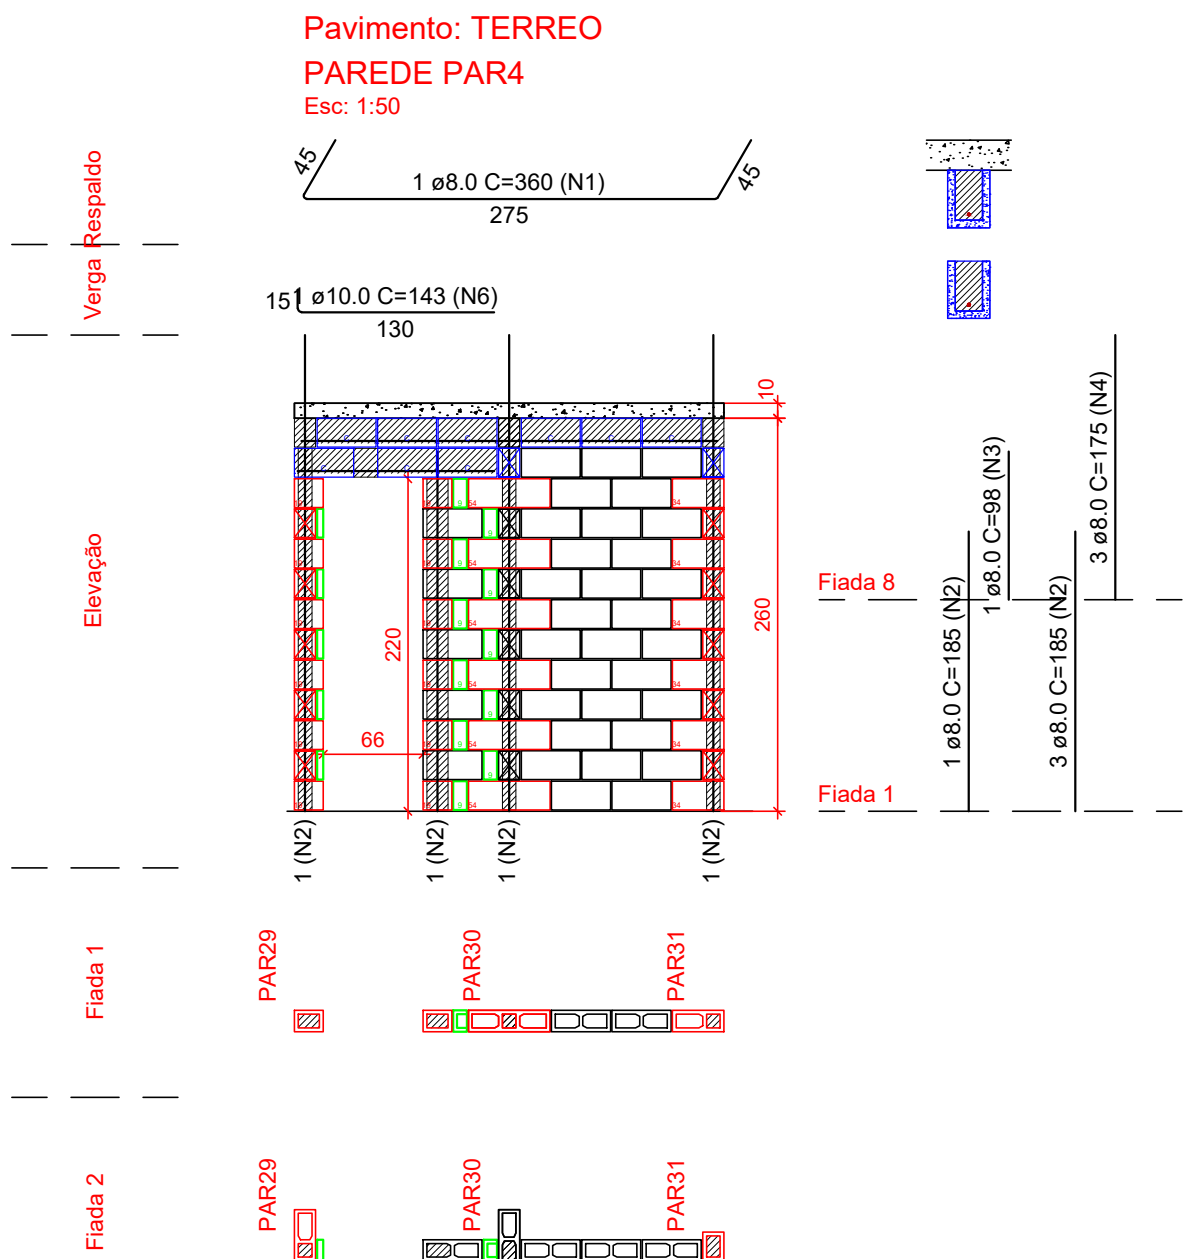 Pavimento: TERREO
PAREDE PAR4
Esc: 1:50
Respaldo
45
1 ø8.0 C=360 (N1)
275
45
Verga
15
1 ø10.0 C=143 (N6)
130
Elevação
10
260
220
66
1 (N2)
1 (N2)
1 (N2)
1 (N2)
Fiada 8
Fiada 1
1 ø8.0 C=185 (N2)
1 ø8.0 C=98 (N3)
3 ø8.0 C=185 (N2)
3 ø8.0 C=175 (N4)
Fiada 1
PAR29
PAR30
PAR31
Fiada 2
PAR29
PAR30
PAR31